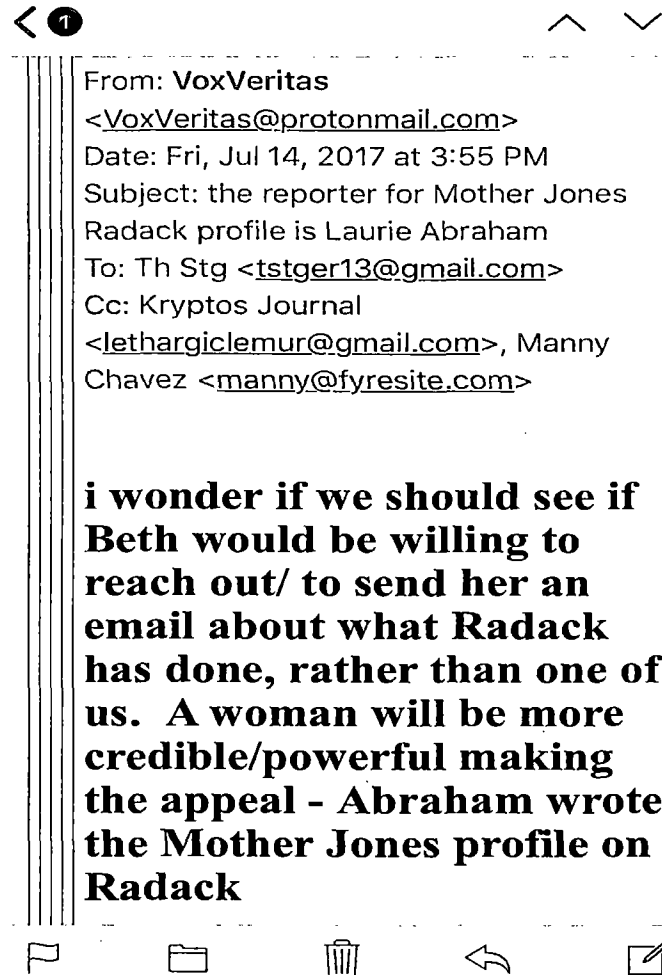 1
From: VoxVeritas
<VoxVeritas@protonmail.com>
Date: Fri, Jul 14, 2017 at 3:55 PM
Subject: the reporter for Mother Jones
Radack profile is Laurie Abraham
To: Th Stg <tstger13@gmail.com>
Cc: Kryptos Journal
<lethargiclemur@gmail.com>, Manny
Chavez <manny@fyresite.com>
i wonder if we should see if
Beth would be willing to
reach out/ to send her an
email about what Radack
has done, rather than one of
us.  A woman will be more
credible/powerful making
the appeal - Abraham wrote
the Mother Jones profile on
Radack